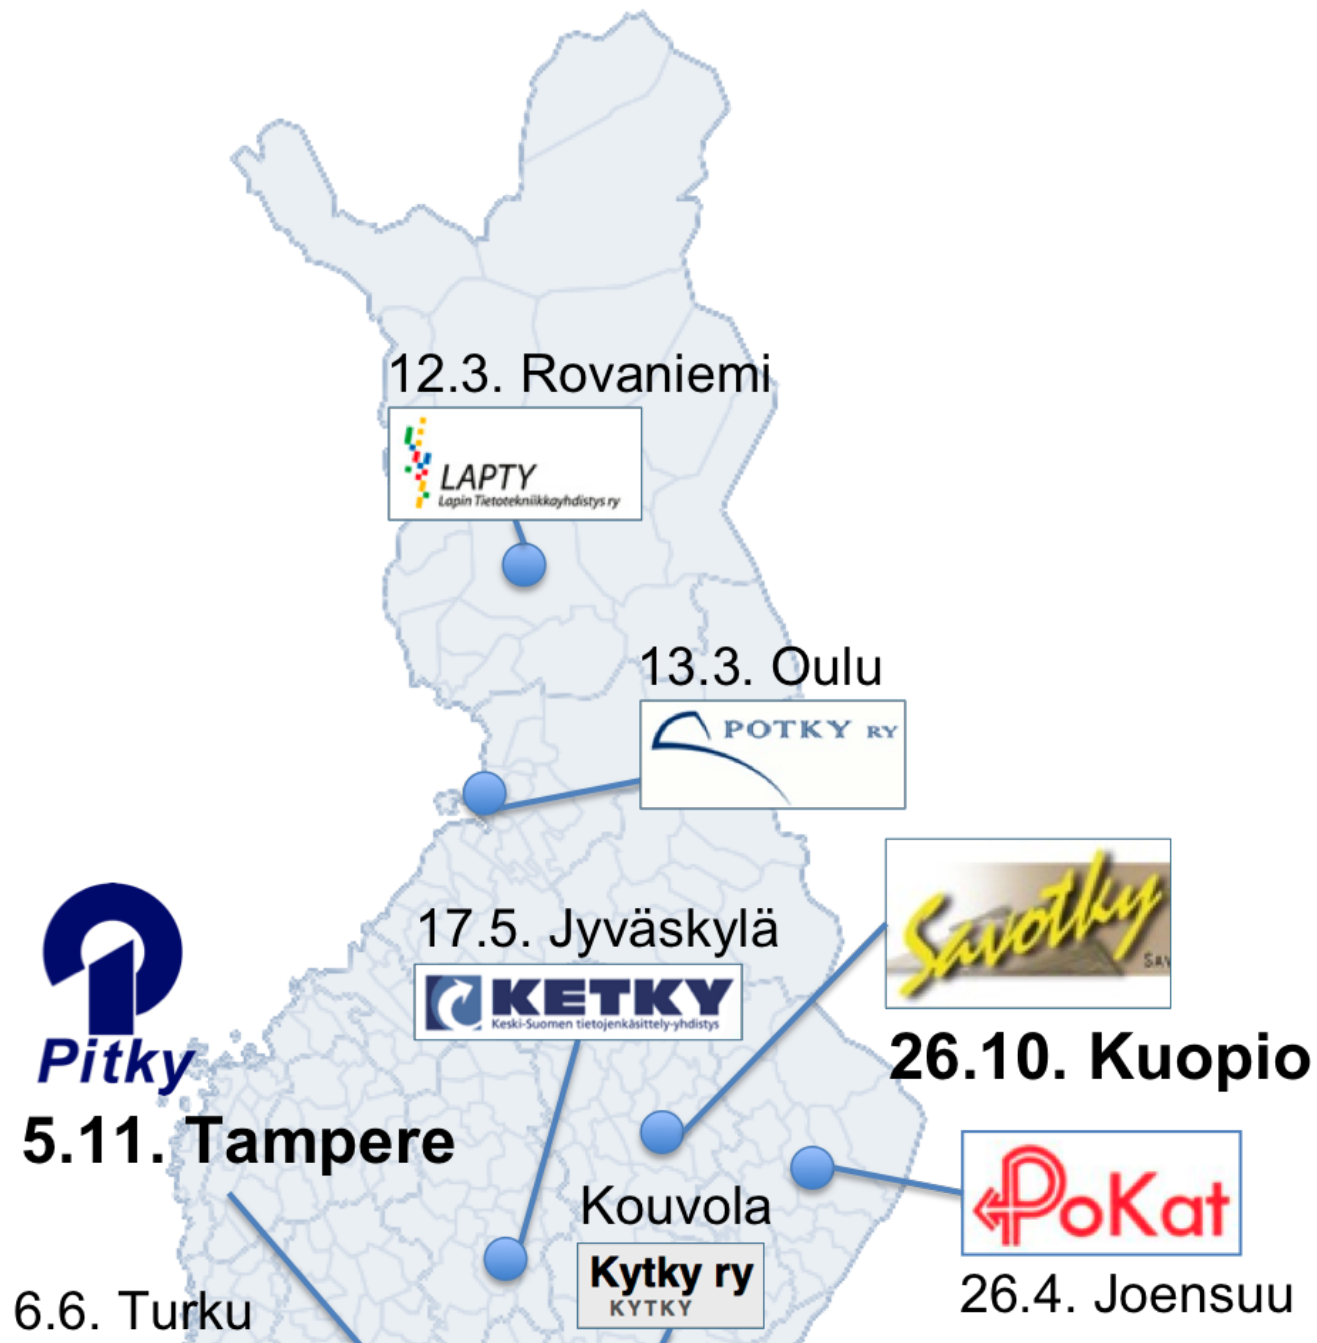 12.3. Rovaniemi
LAPTY
Lapin Tietotekniikkayhdistys ry
13.3. Oulu
POTKY RY
Savotky
SAV
26.10. Kuopio
17.5. Jyväskylä
KETKY
Keski-Suomen tietojenkäsittely-yhdistys
Pitky
5.11. Tampere
PoKat
26.4. Joensuu
Kouvola
Kytky ry
KYTKY
6.6. Turku